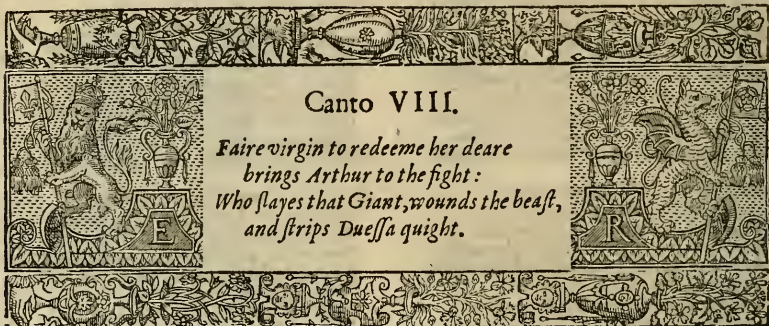 Canto VIII.
Faire virgin to redeeme her deare
brings Arthur to the fight:
Who ſlayes that Giant, wounds the beaſt,
and ſtrips Dueſſa quight.
E R